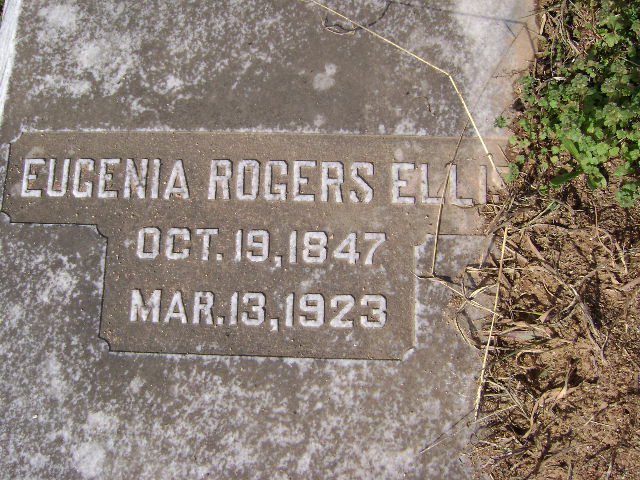 EUGENIA ROGERS ELLI
OCT. 19, 1847
MAR. 13, 1923